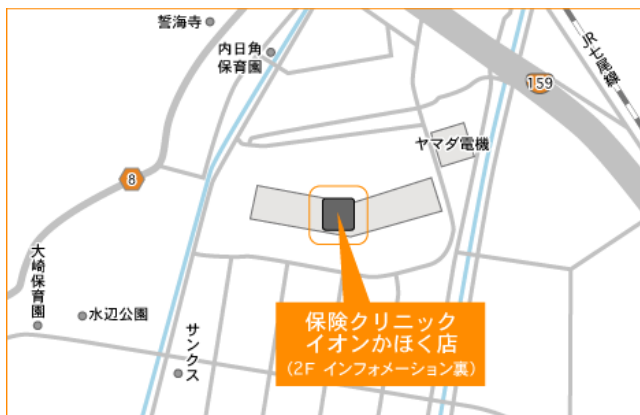 誓海寺
内日角
保育園
JR七尾線
159
ヤマダ電機
8
大崎保育園
水辺公園
サンクス
保険クリニック
イオンかほく店
(2F インフォメーション裏)